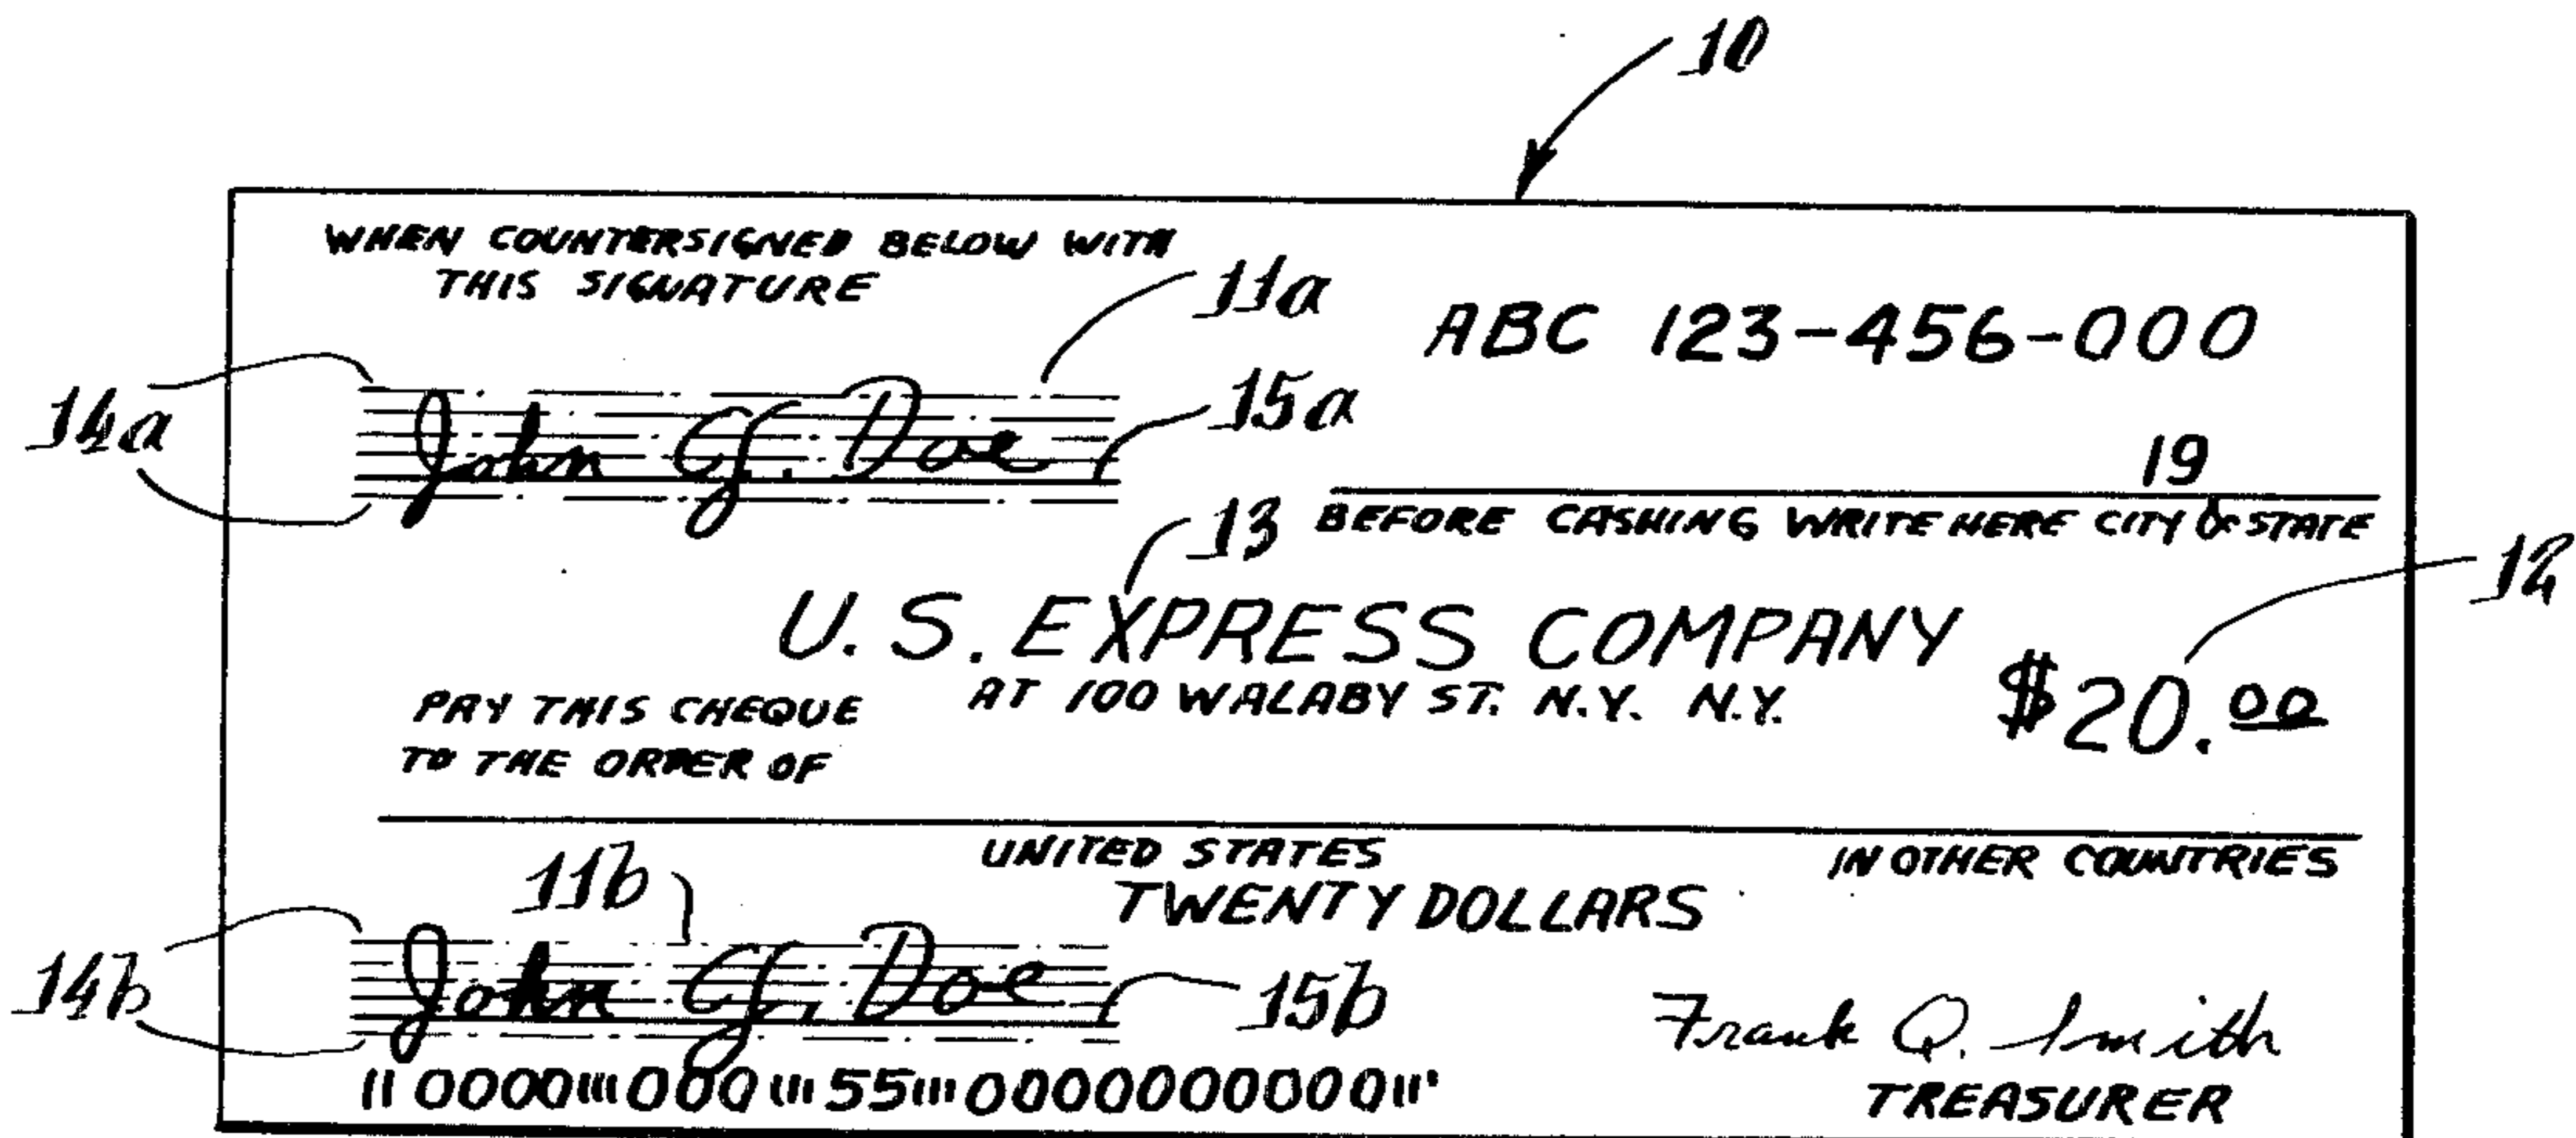 10
WHEN COUNTERSIGNED BELOW WITH
THIS SIGNATURE
11a
ABC 123-456-000
14a
John G. Doe
15a
19
13
BEFORE CASHING WRITE HERE CITY & STATE
12
U. S. EXPRESS COMPANY
AT 100 WALABY ST. N.Y. N.Y.
$20.00
PAY THIS CHEQUE
TO THE ORDER OF
UNITED STATES
IN OTHER COUNTRIES
11b
TWENTY DOLLARS
14b
John G. Doe
15b
Frank Q. Smith
TREASURER
"0000"'000"'55"'0000000000"'